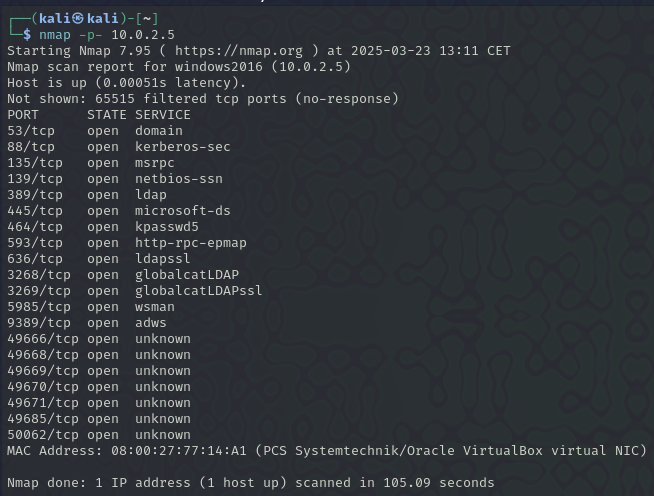 ┌──(kali㉿kali)-[~]
└─$ nmap -p- 10.0.2.5
Starting Nmap 7.95 ( https://nmap.org ) at 2025-03-23 13:11 CET
Nmap scan report for windows2016 (10.0.2.5)
Host is up (0.00051s latency).
Not shown: 65515 filtered tcp ports (no-response)
PORT      STATE SERVICE
53/tcp    open  domain
88/tcp    open  kerberos-sec
135/tcp   open  msrpc
139/tcp   open  netbios-ssn
389/tcp   open  ldap
445/tcp   open  microsoft-ds
464/tcp   open  kpasswd5
593/tcp   open  http-rpc-epmap
636/tcp   open  ldapssl
3268/tcp  open  globalcatLDAP
3269/tcp  open  globalcatLDAPssl
5985/tcp  open  wsman
9389/tcp  open  adws
49666/tcp open  unknown
49668/tcp open  unknown
49669/tcp open  unknown
49670/tcp open  unknown
49671/tcp open  unknown
49685/tcp open  unknown
50062/tcp open  unknown
MAC Address: 08:00:27:77:14:A1 (PCS Systemtechnik/Oracle VirtualBox virtual NIC)
Nmap done: 1 IP address (1 host up) scanned in 105.09 seconds